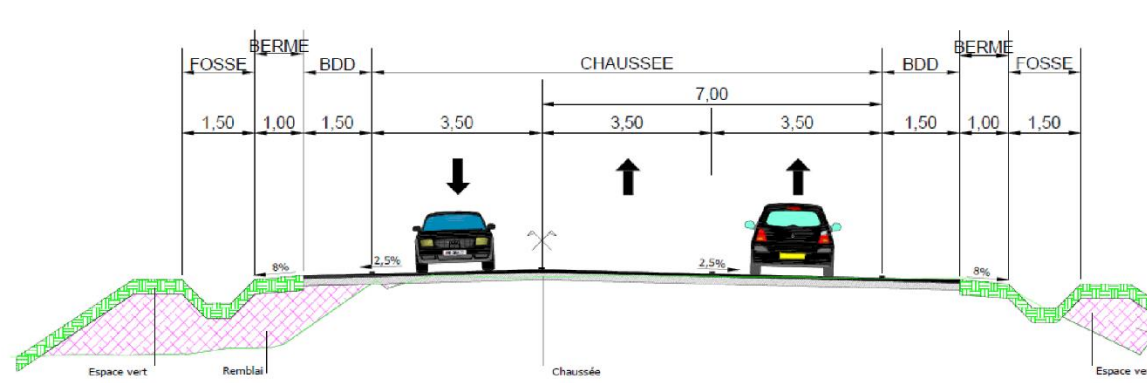 BERME BERME
FOSSE BDD CHAUSSEE BDD FOSSE
7,00
1,50 1,00 1,50 3,50 3,50 3,50 1,50 1,00 1,50
8% 2,5% 2,5% 8%
Espace vert Remblai Chaussée Espace ve